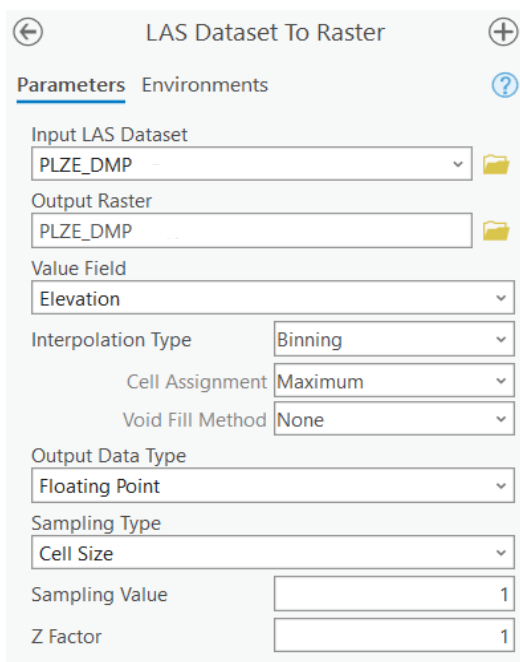 LAS Dataset To Raster
Parameters Environments
?
Input LAS Dataset
PLZE_DMP
Output Raster
PLZE_DMP
Value Field
Elevation
Interpolation Type Binning
Cell Assignment Maximum
Void Fill Method None
Output Data Type
Floating Point
Sampling Type
Cell Size
Sampling Value 1
Z Factor 1